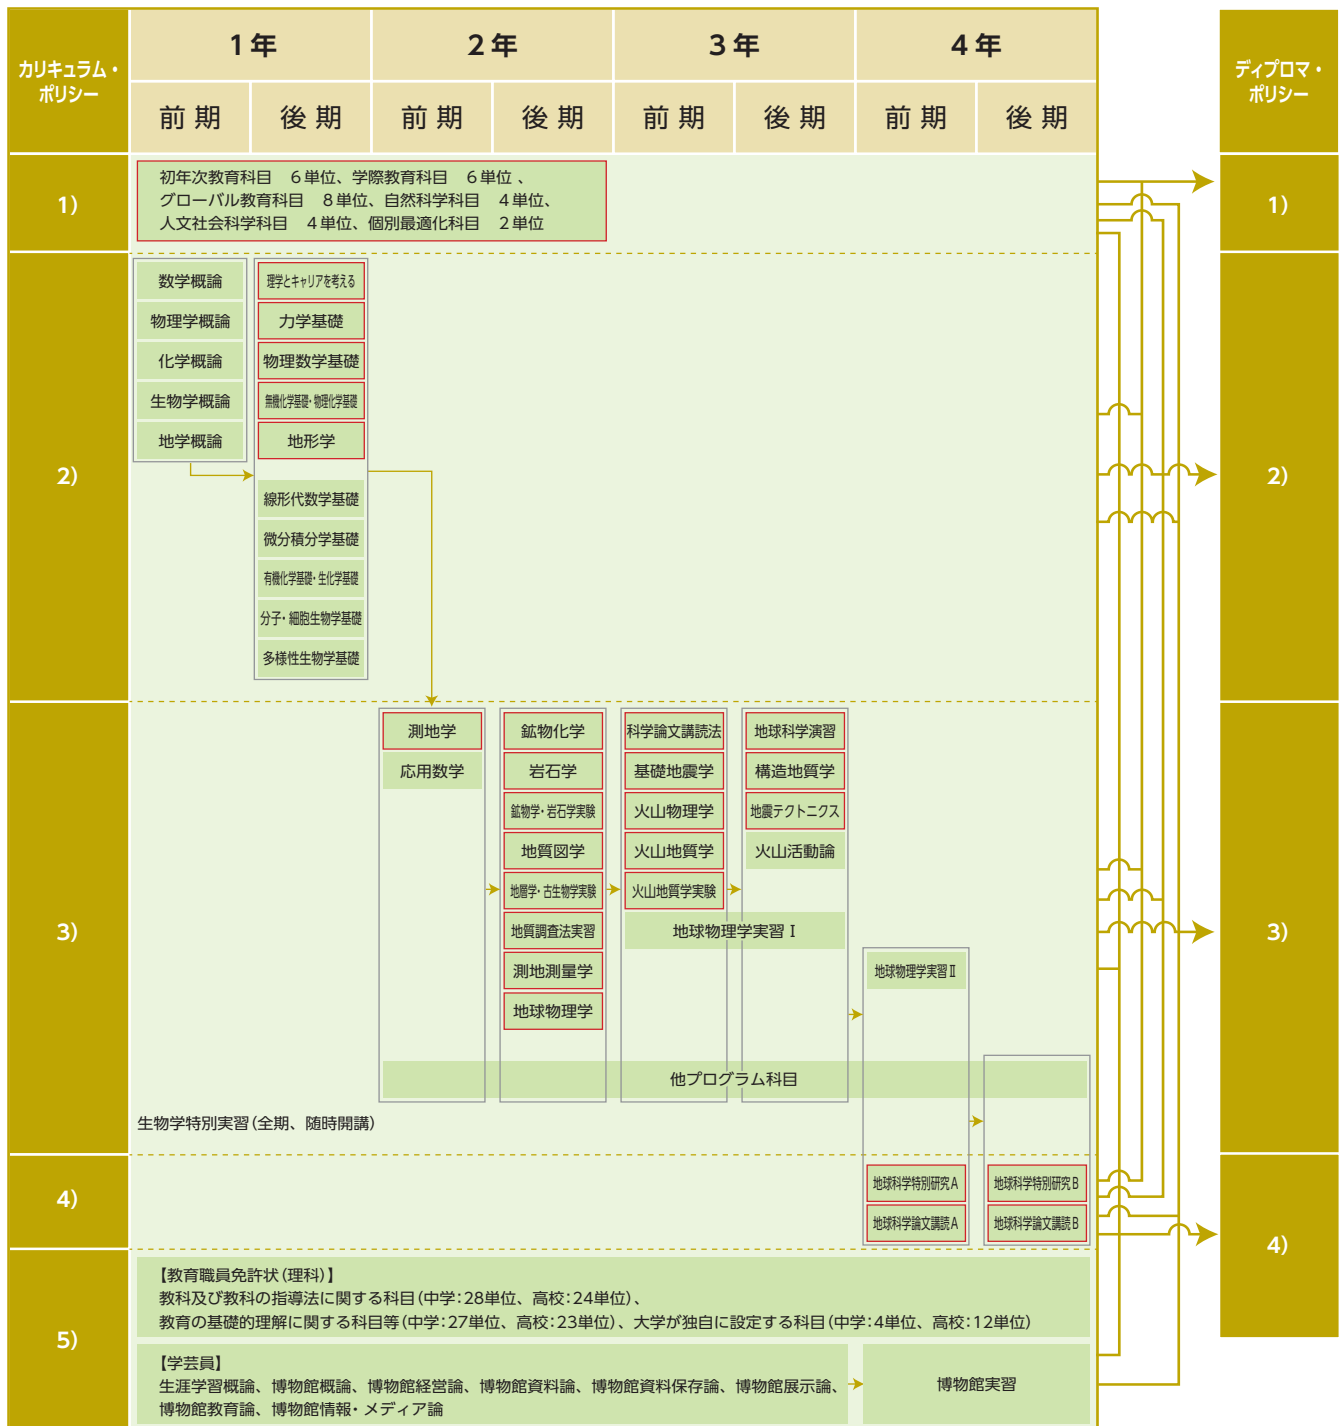 カリキュラム・
ポリシー
1年
2年
3年
4年
ディプロマ・
ポリシー
前期
後期
前期
後期
前期
後期
前期
後期
1)
初年次教育科目　6単位、学際教育科目　6単位 、
グローバル教育科目　8単位、自然科学科目　4単位、
人文社会科学科目　4単位、個別最適化科目　2単位
1)
2)
数学概論
物理学概論
化学概論
生物学概論
地学概論
理学とキャリアを考える
力学基礎
物理数学基礎
無機化学基礎・物理化学基礎
地形学
線形代数学基礎
微分積分学基礎
有機化学基礎・生化学基礎
分子・細胞生物学基礎
多様性生物学基礎
2)
3)
測地学
応用数学
鉱物化学
岩石学
鉱物学・岩石学実験
地質図学
地層学・古生物学実験
地質調査法実習
測地測量学
地球物理学
科学論文講読法
基礎地震学
火山物理学
火山地質学
火山地質学実験
地球科学演習
構造地質学
地震テクトニクス
火山活動論
地球物理学実習Ⅰ
地球物理学実習Ⅱ
他プログラム科目
生物学特別実習(全期、随時開講)
3)
4)
地球科学特別研究A
地球科学論文講読A
地球科学特別研究B
地球科学論文講読B
4)
5)
【教育職員免許状(理科)】
教科及び教科の指導法に関する科目(中学:28単位、高校:24単位)、
教育の基礎的理解に関する科目等(中学:27単位、高校:23単位)、大学が独自に設定する科目(中学:4単位、高校:12単位)
【学芸員】
生涯学習概論、博物館概論、博物館経営論、博物館資料論、博物館資料保存論、博物館展示論、
博物館教育論、博物館情報・メディア論
博物館実習